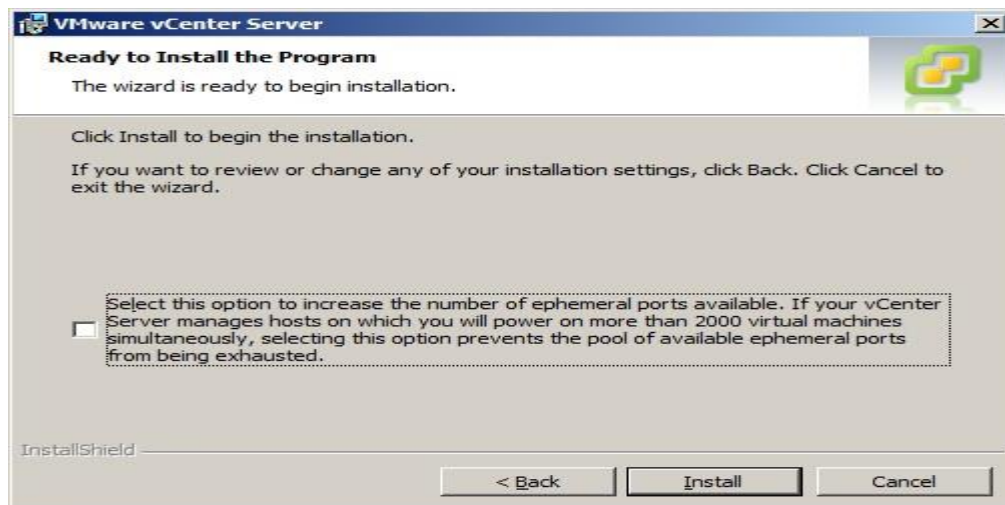 VMware vCenter Server
Ready to Install the Program
The wizard is ready to begin installation.
Click Install to begin the installation.
If you want to review or change any of your installation settings, click Back. Click Cancel to
exit the wizard.
Select this option to increase the number of ephemeral ports available. If your vCenter
Server manages hosts on which you will power on more than 2000 virtual machines
simultaneously, selecting this option prevents the pool of available ephemeral ports
from being exhausted.
InstallShield
< Back Install Cancel